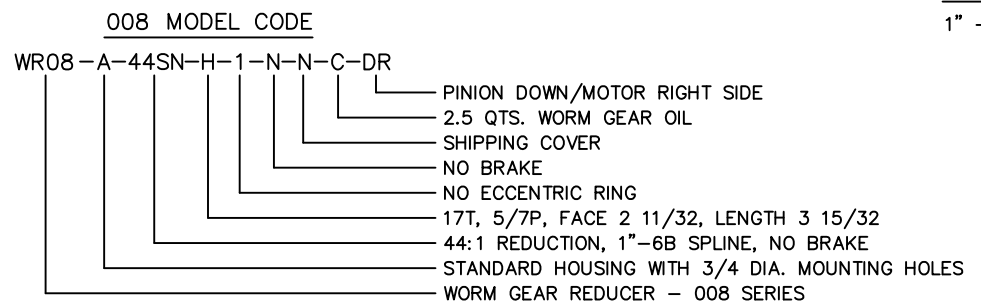 008 MODEL CODE
1" -
WR08-A-44SN-H-1-N-N-C-DR
PINION DOWN/MOTOR RIGHT SIDE
2.5 QTS. WORM GEAR OIL
SHIPPING COVER
NO BRAKE
NO ECCENTRIC RING
17T, 5/7P, FACE 2 11/32, LENGTH 3 15/32
44:1 REDUCTION, 1"-6B SPLINE, NO BRAKE
STANDARD HOUSING WITH 3/4 DIA. MOUNTING HOLES
WORM GEAR REDUCER - 008 SERIES